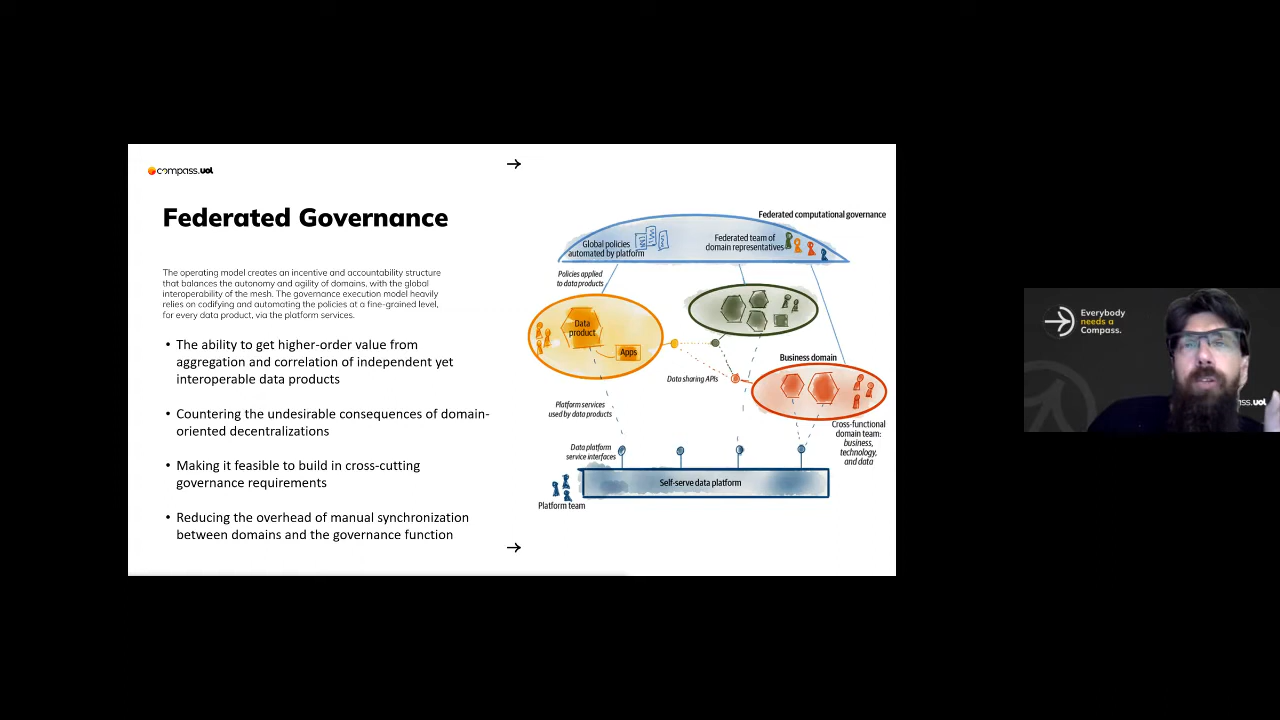 compass.uol
Federated Governance
The operating model creates an incentive and accountability structure
that balances the autonomy and agility of domains, with the global
interoperability of the mesh. The governance execution model heavily
relies on codifying and automating the policies at a fine-grained level,
for every data product, via the platform services.
• The ability to get higher-order value from
aggregation and correlation of independent yet
interoperable data products
• Countering the undesirable consequences of domain-
oriented decentralizations
• Making it feasible to build in cross-cutting
governance requirements
• Reducing the overhead of manual synchronization
between domains and the governance function
Federated computational governance
Global policies
automated by platform
Federated team of
domain representatives
Policies applied
to data products
Data
product
Apps
Business domain
Data sharing APIs
Platform services
used by data products
Cross-functional
domain team:
business,
technology,
and data
Data platform
service interfaces
Self-serve data platform
Platform team
Everybody
needs a
Compass.
ss.uol